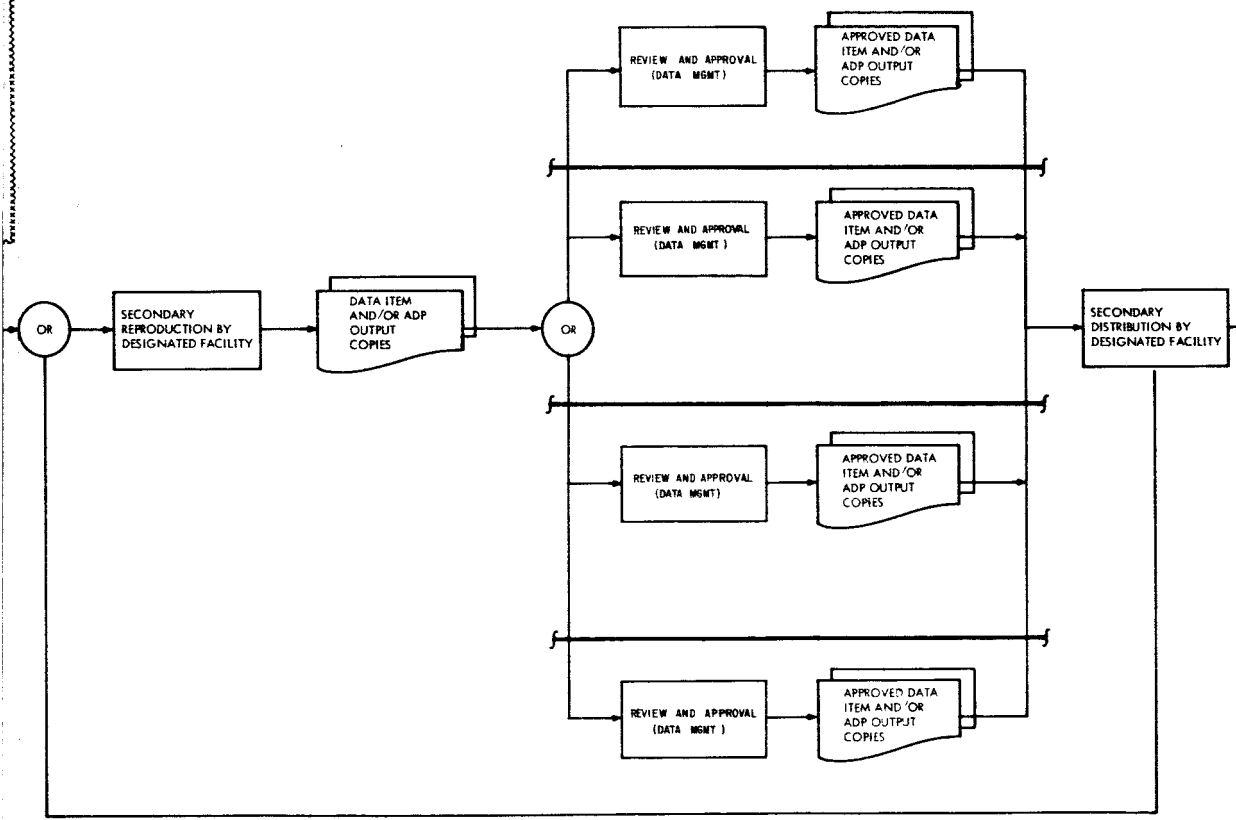 REVIEW AND APPROVAL
(DATA MGMT)
APPROVED DATA
ITEM AND/OR
ADP OUTPUT
COPIES
REVIEW AND APPROVAL
(DATA MGMT)
APPROVED DATA
ITEM AND/OR
ADP OUTPUT
COPIES
OR
SECONDARY
REPRODUCTION BY
DESIGNATED FACILITY
DATA ITEM
AND/OR ADP
OUTPUT
COPIES
OR
SECONDARY
DISTRIBUTION BY
DESIGNATED FACILITY
REVIEW AND APPROVAL
(DATA MGMT)
APPROVED DATA
ITEM AND/OR
ADP OUTPUT
COPIES
REVIEW AND APPROVAL
(DATA MGMT)
APPROVED DATA
ITEM AND/OR
ADP OUTPUT
COPIES